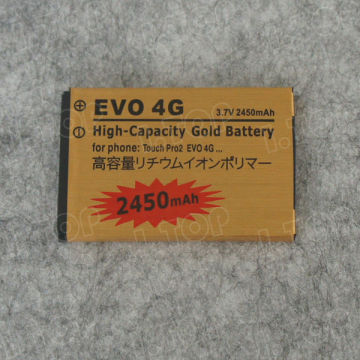 EVO 4G
3.7V 2450mAh
High-Capacity Gold Battery
for phone: Touch Pro2 EVO 4G ...
高容量リチウムイオンポリマー
2450mAh